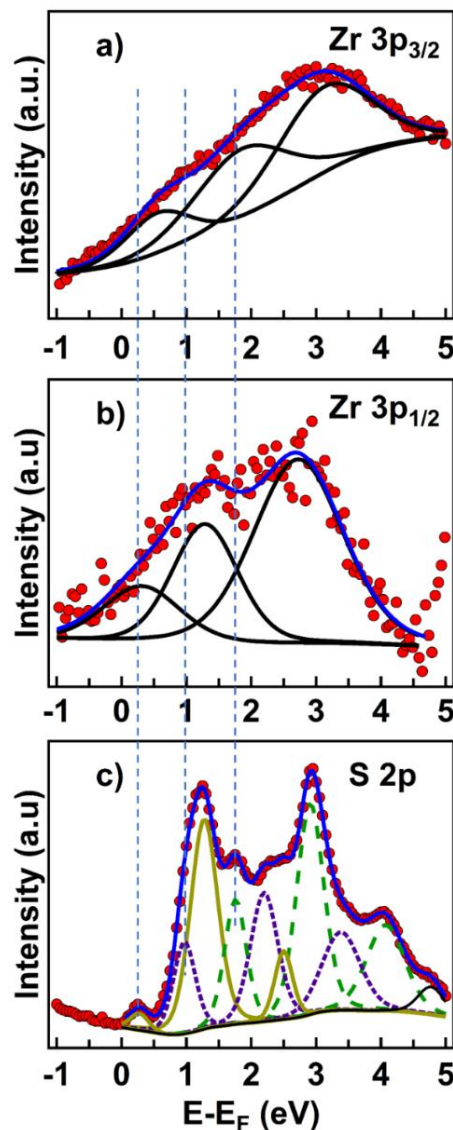 a)
Zr 3p3/2
Intensity (a.u.)
-1 0 1 2 3 4 5
b)
Zr 3p1/2
Intensity (a.u)
-1 0 1 2 3 4 5
c)
S 2p
Intensity (a.u)
-1 0 1 2 3 4 5
E-EF (eV)